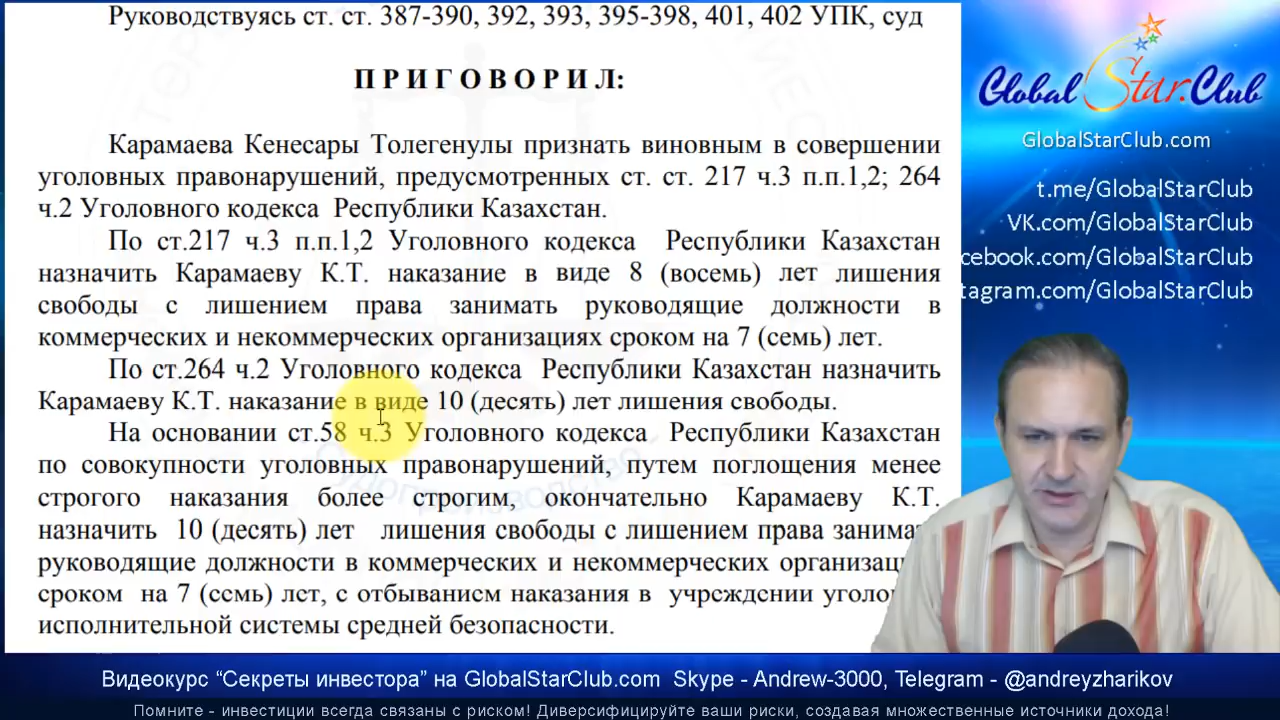 Руководствуясь ст. ст. 387-390, 392, 393, 395-398, 401, 402 УПК, суд
П Р И Г О В О Р И Л:
Карамаева Кенесары Толегенулы признать виновным в совершении
уголовных правонарушений, предусмотренных ст. ст. 217 ч.3 п.п.1,2; 264
ч.2 Уголовного кодекса Республики Казахстан.
По ст.217 ч.3 п.п.1,2 Уголовного кодекса Республики Казахстан
назначить Карамаеву К.Т. наказание в виде 8 (восемь) лет лишения
свободы с лишением права занимать руководящие должности в
коммерческих и некоммерческих организациях сроком на 7 (семь) лет.
По ст.264 ч.2 Уголовного кодекса Республики Казахстан назначить
Карамаеву К.Т. наказание в виде 10 (десять) лет лишения свободы.
На основании ст.58 ч.3 Уголовного кодекса Республики Казахстан
по совокупности уголовных правонарушений, путем поглощения менее
строгого наказания более строгим, окончательно Карамаеву К.Т.
назначить 10 (десять) лет лишения свободы с лишением права занимат
руководящие должности в коммерческих и некоммерческих организац
сроком на 7 (семь) лет, с отбыванием наказания в учреждении уголо
исполнительной системы средней безопасности.
Global Star Club
GlobalStarClub.com
t.me/GlobalStarClub
VK.com/GlobalStarClub
cebook.com/GlobalStarClub
tagram.com/GlobalStarClub
Видеокурс “Секреты инвестора” на GlobalStarClub.com Skype - Andrew-3000, Telegram - @andreyzharikov
Помните - инвестиции всегда связаны с риском! Диверсифицируйте ваши риски, создавая множественные источники дохода!